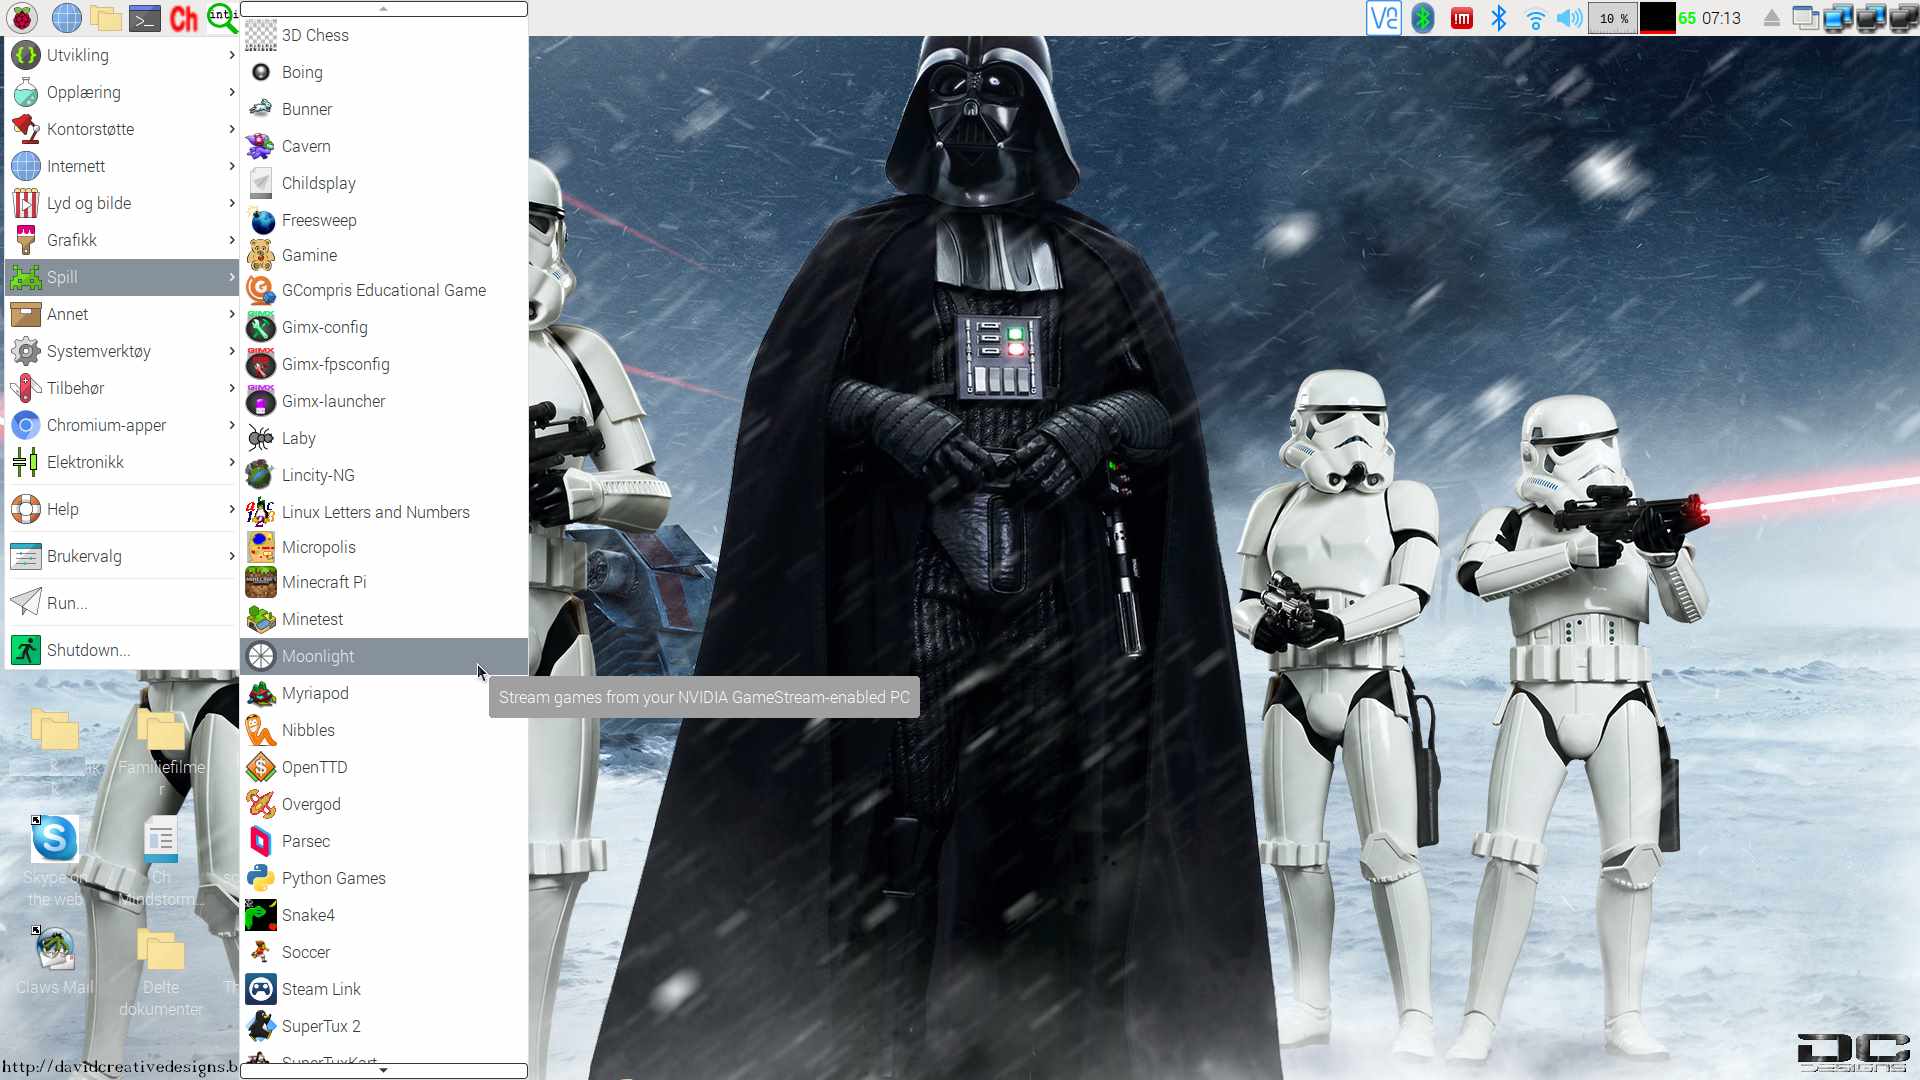 Ch
inti
10 %
65
07:13
Utvikling
Opplæring
Kontorstøtte
Internett
Lyd og bilde
Grafikk
Spill
Annet
Systemverktøy
Tilbehør
Chromium-apper
Elektronikk
Help
Brukervalg
Run...
Shutdown...
3D Chess
Boing
Bunner
Cavern
Childsplay
Freesweep
Gamine
GCompris Educational Game
Gimx-config
Gimx-fpsconfig
Gimx-launcher
Laby
Lincity-NG
Linux Letters and Numbers
Micropolis
Minecraft Pi
Minetest
Moonlight
Stream games from your NVIDIA GameStream-enabled PC
Myriapod
Nibbles
OpenTTD
Overgod
Parsec
Python Games
Snake4
Soccer
Steam Link
SuperTux 2
SuperTuxKart
Familiefilme
r
Skype on
the web
Ch
Mindstorm...
Claws Mail
Delte
dokumenter
http://davidcreativedesigns.b
DC
DESIGNS